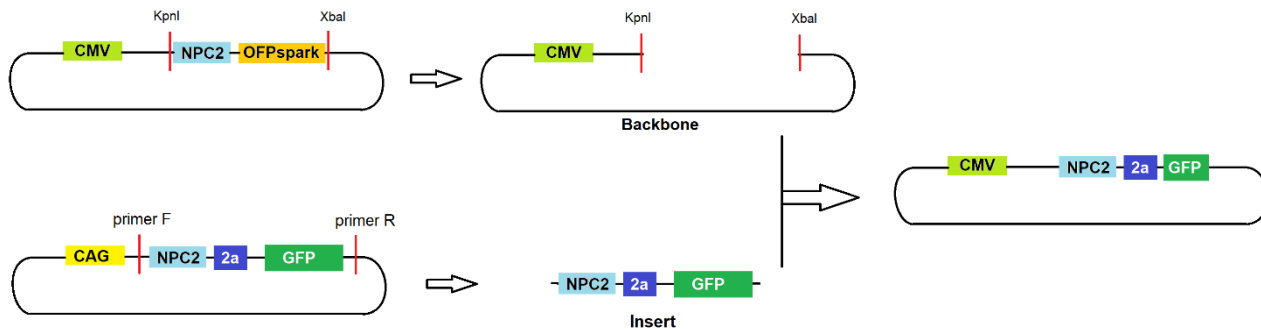 KpnI
XbaI
CMV
NPC2
OFPspark
KpnI
XbaI
CMV
Backbone
primer F
primer R
CAG
NPC2
2a
GFP
NPC2
2a
GFP
Insert
CMV
NPC2
2a
GFP